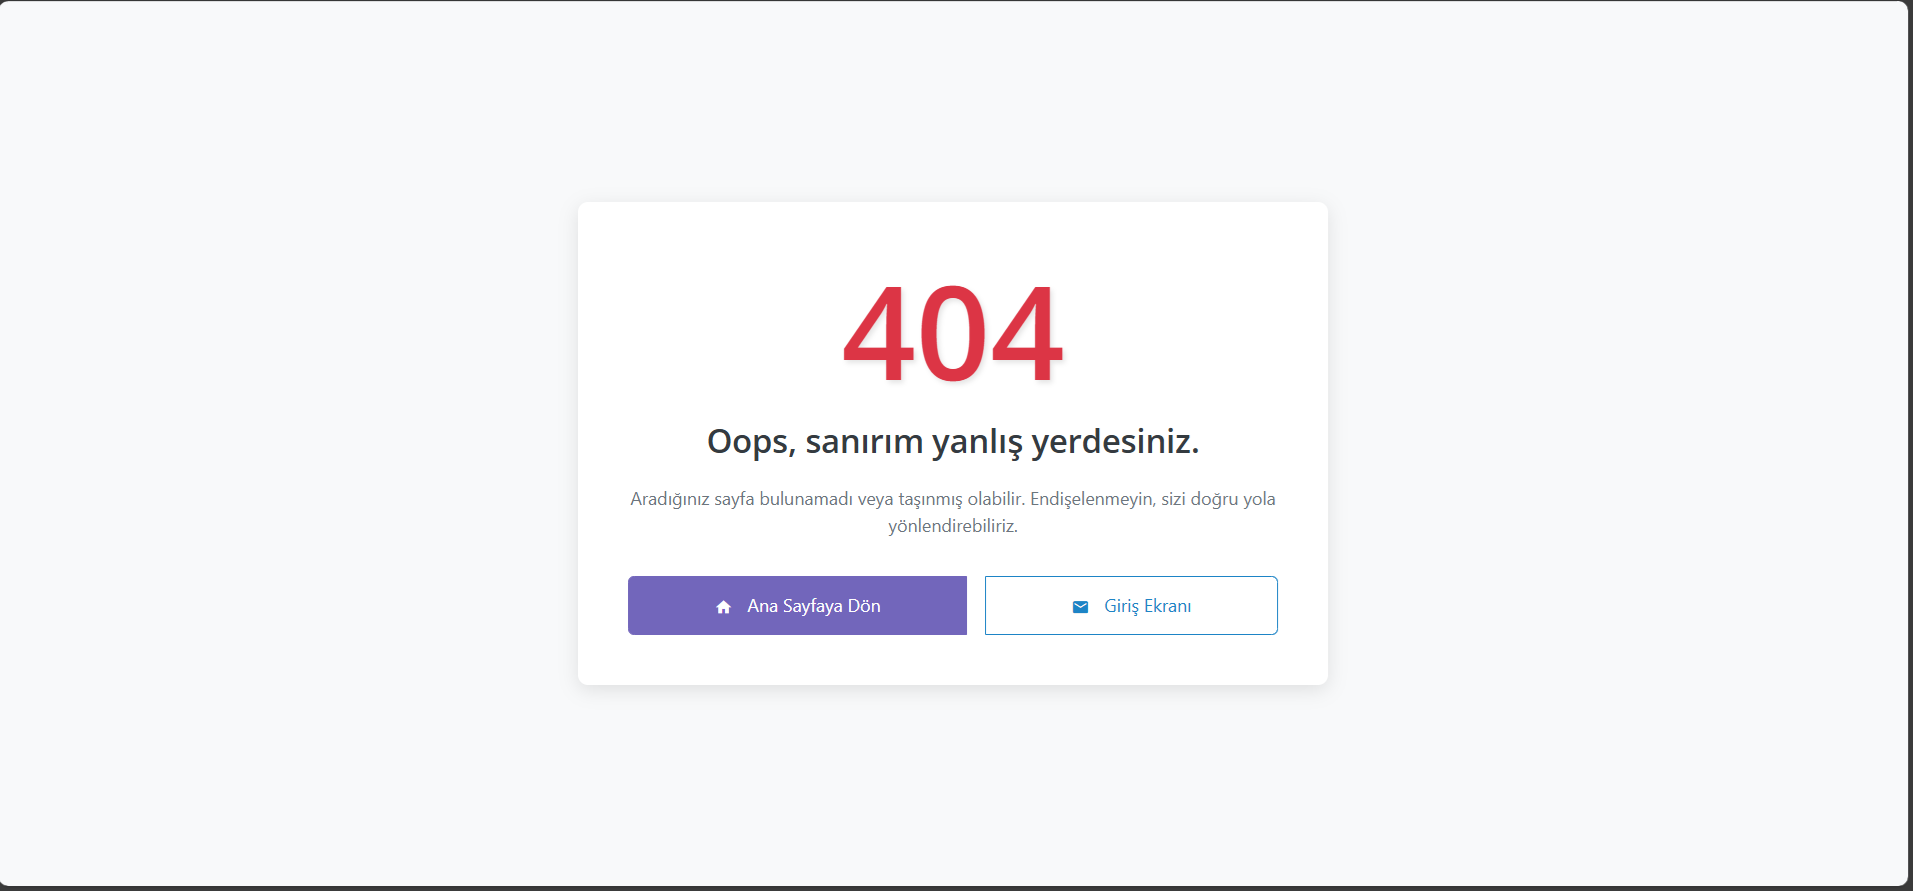 404
Oops, sanırım yanlış yerdesiniz.
Aradığınız sayfa bulunamadı veya taşınmış olabilir. Endişelenmeyin, sizi doğru yola
yönlendirebiliriz.
Ana Sayfaya Dön
Giriş Ekranı